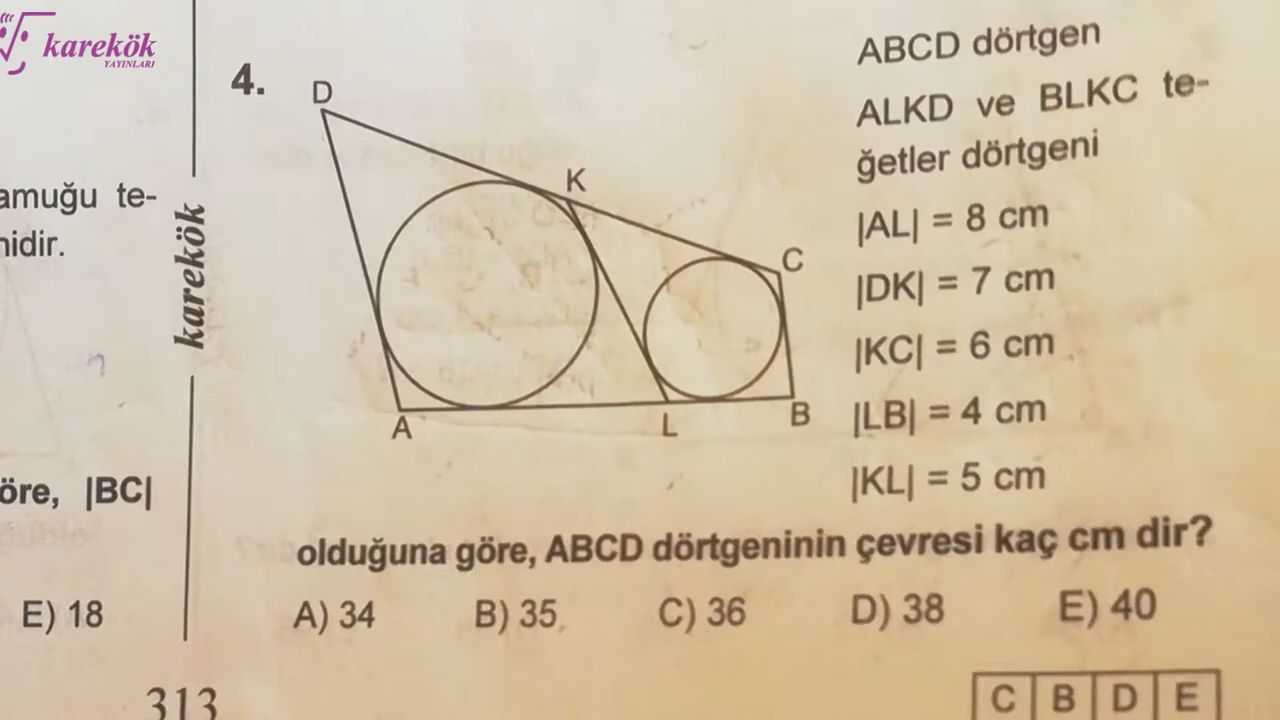 karekök
YAYINLARI
amuğu te-
nidir.
öre, |BC|
E) 18
313
karekök
4.
D
K
C
A
L
B
ABCD dörtgen
ALKD ve BLKC te-
ğetler dörtgeni
|AL| = 8 cm
|DK| = 7 cm
|KC| = 6 cm
|LB| = 4 cm
|KL| = 5 cm
olduğuna göre, ABCD dörtgeninin çevresi kaç cm dir?
A) 34 B) 35 C) 36 D) 38 E) 40
C B D E